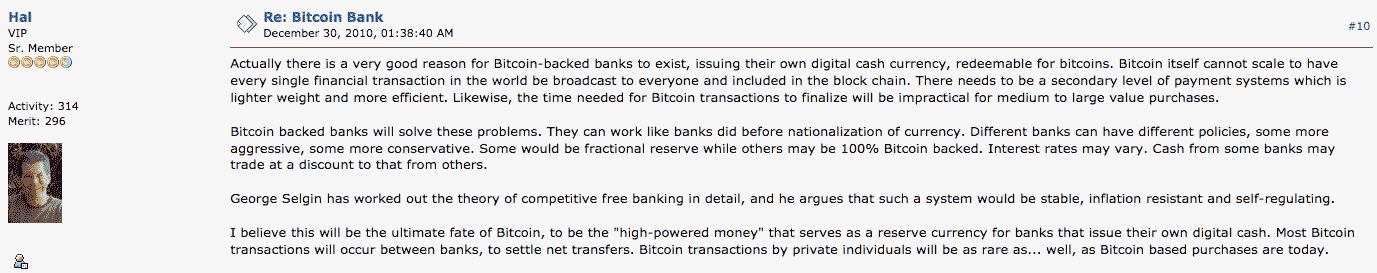 Hal
VIP
Sr. Member
Activity: 314
Merit: 296
Re: Bitcoin Bank
December 30, 2010, 01:38:40 AM
#10
Actually there is a very good reason for Bitcoin-backed banks to exist, issuing their own digital cash currency, redeemable for bitcoins. Bitcoin itself cannot scale to have
every single financial transaction in the world be broadcast to everyone and included in the block chain. There needs to be a secondary level of payment systems which is
lighter weight and more efficient. Likewise, the time needed for Bitcoin transactions to finalize will be impractical for medium to large value purchases.
Bitcoin backed banks will solve these problems. They can work like banks did before nationalization of currency. Different banks can have different policies, some more
aggressive, some more conservative. Some would be fractional reserve while others may be 100% Bitcoin backed. Interest rates may vary. Cash from some banks may
trade at a discount to that from others.
George Selgin has worked out the theory of competitive free banking in detail, and he argues that such a system would be stable, inflation resistant and self-regulating.
I believe this will be the ultimate fate of Bitcoin, to be the "high-powered money" that serves as a reserve currency for banks that issue their own digital cash. Most Bitcoin
transactions will occur between banks, to settle net transfers. Bitcoin transactions by private individuals will be as rare as... well, as Bitcoin based purchases are today.